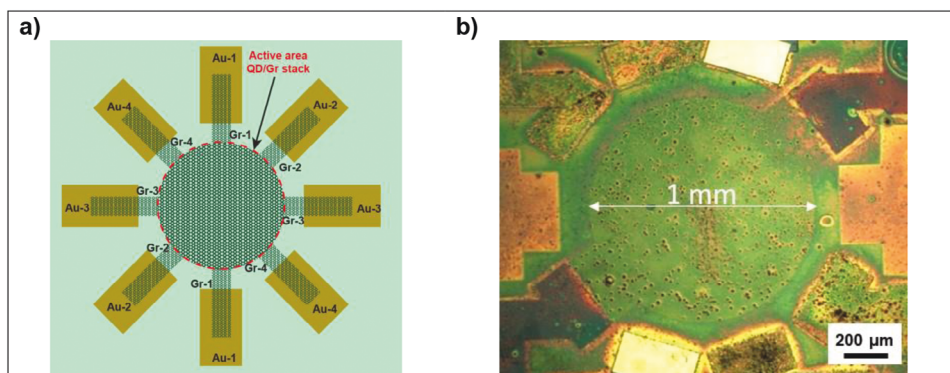 a)
Active area
QD/Gr stack
Au-1
Au-4
Au-2
Gr-1
Gr-4
Gr-2
Gr-3
Au-3
Au-3
Gr-3
Gr-2
Gr-4
Gr-1
Au-2
Au-4
Au-1
b)
1 mm
200 µm